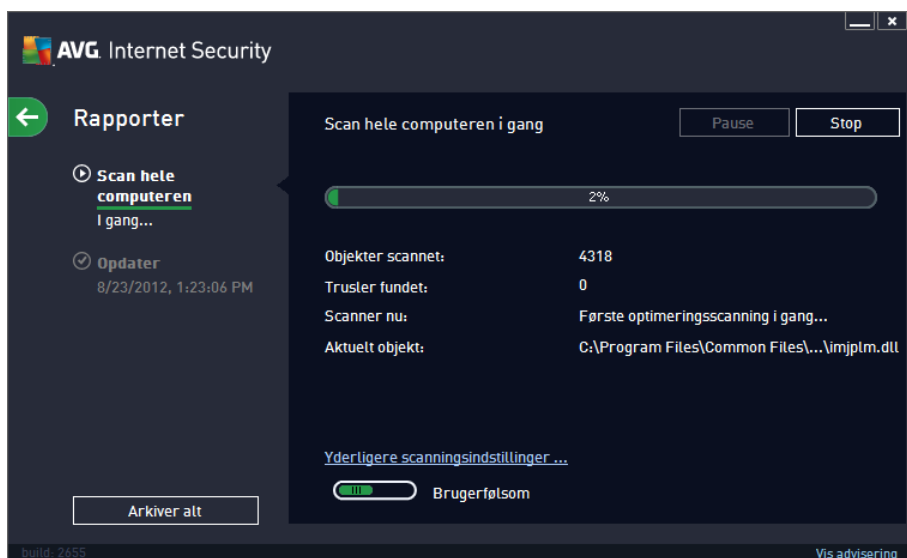 AVG. Internet Security
Rapporter
Scan hele
computeren
I gang...
Opdater
8/23/2012, 1:23:06 PM
Arkiver alt
Scan hele computeren i gang
Pause
Stop
2%
Objekter scannet: 4318
Trusler fundet: 0
Scanner nu: Første optimeringsscanning i gang...
Aktuelt objekt: C:\Program Files\Common Files\...\imjplm.dll
Yderligere scanningsindstillinger ...
Brugerfølsom
build: 2655
Vis advisering